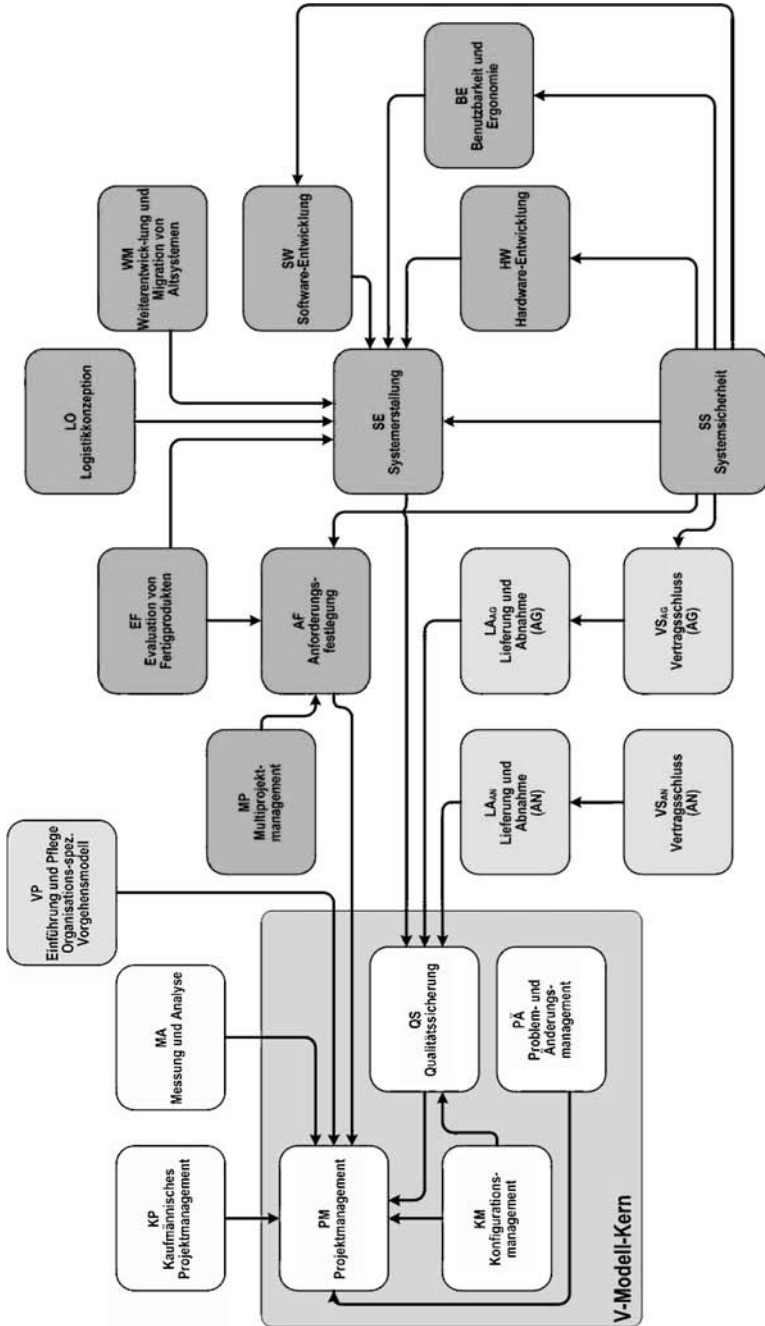 KP
Kaufmännisches
Projektmanagement
MA
Messung und Analyse
VP
Einführung und Pflege
Organisations-spez.
Vorgehensmodell
MP
Multiprojekt-
management
EF
Evaluation von
Fertigprodukten
LO
Logistikkonzeption
WM
Weiterentwick-lung und
Migration von
Altsystemen
PM
Projektmanagement
AF
Anforderungs-
festlegung
SE
Systemerstallung
SW
Software-Entwicklung
KM
Konfigurations-
management
QS
Qualitätssicherung
PÄ
Problem- und
Änderungs-
management
LAAN
Lieferung und
Abnahme
(AN)
LAAG
Lieferung und
Abnahme
(AG)
HW
Hardware-Entwicklung
BE
Benutzbarkeit und
Ergonomie
V-Modell-Kern
VSAN
Vertragsschluss
(AN)
VSAG
Vertragsschluss
(AG)
SS
Systemsicherheit